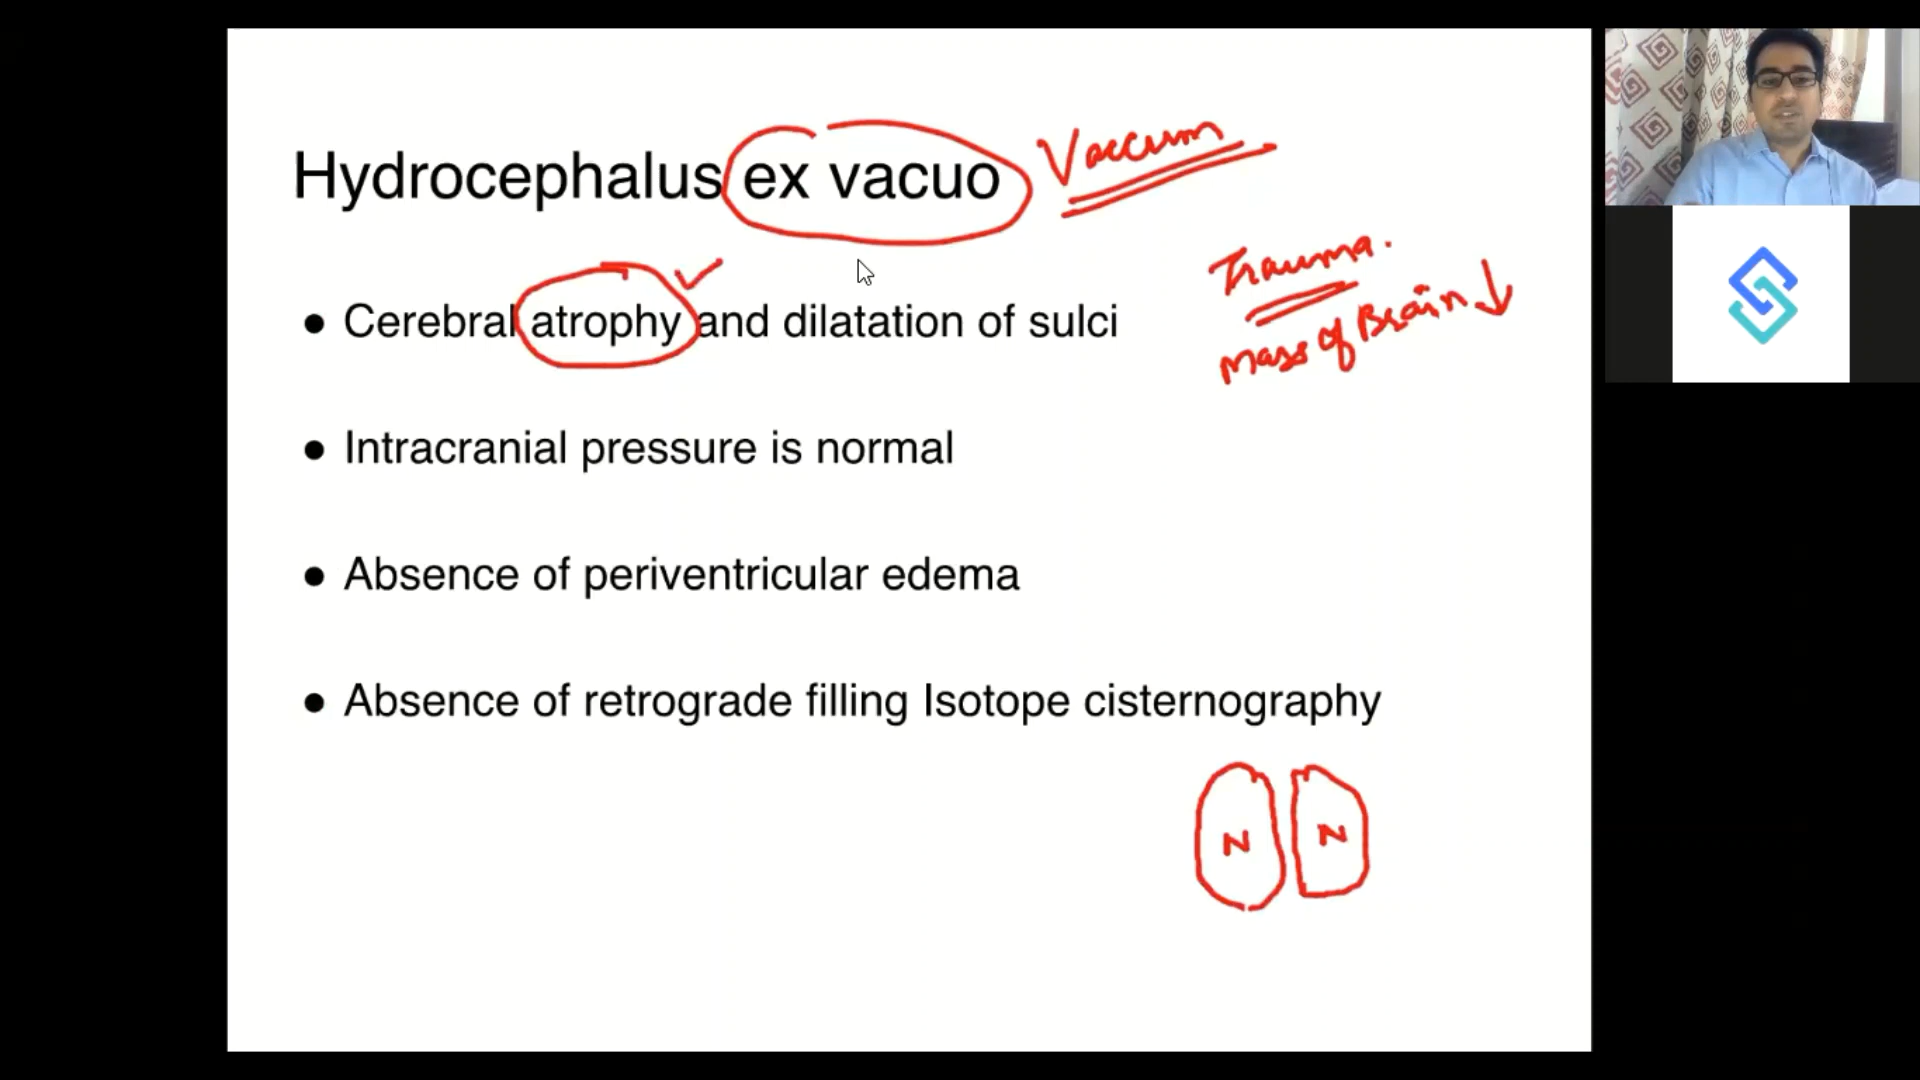 Hydrocephalus ex vacuo Vaccum
Trauma.
Mass of Brain ↓
● Cerebral atrophy and dilatation of sulci
● Intracranial pressure is normal
● Absence of periventricular edema
● Absence of retrograde filling Isotope cisternography
N N